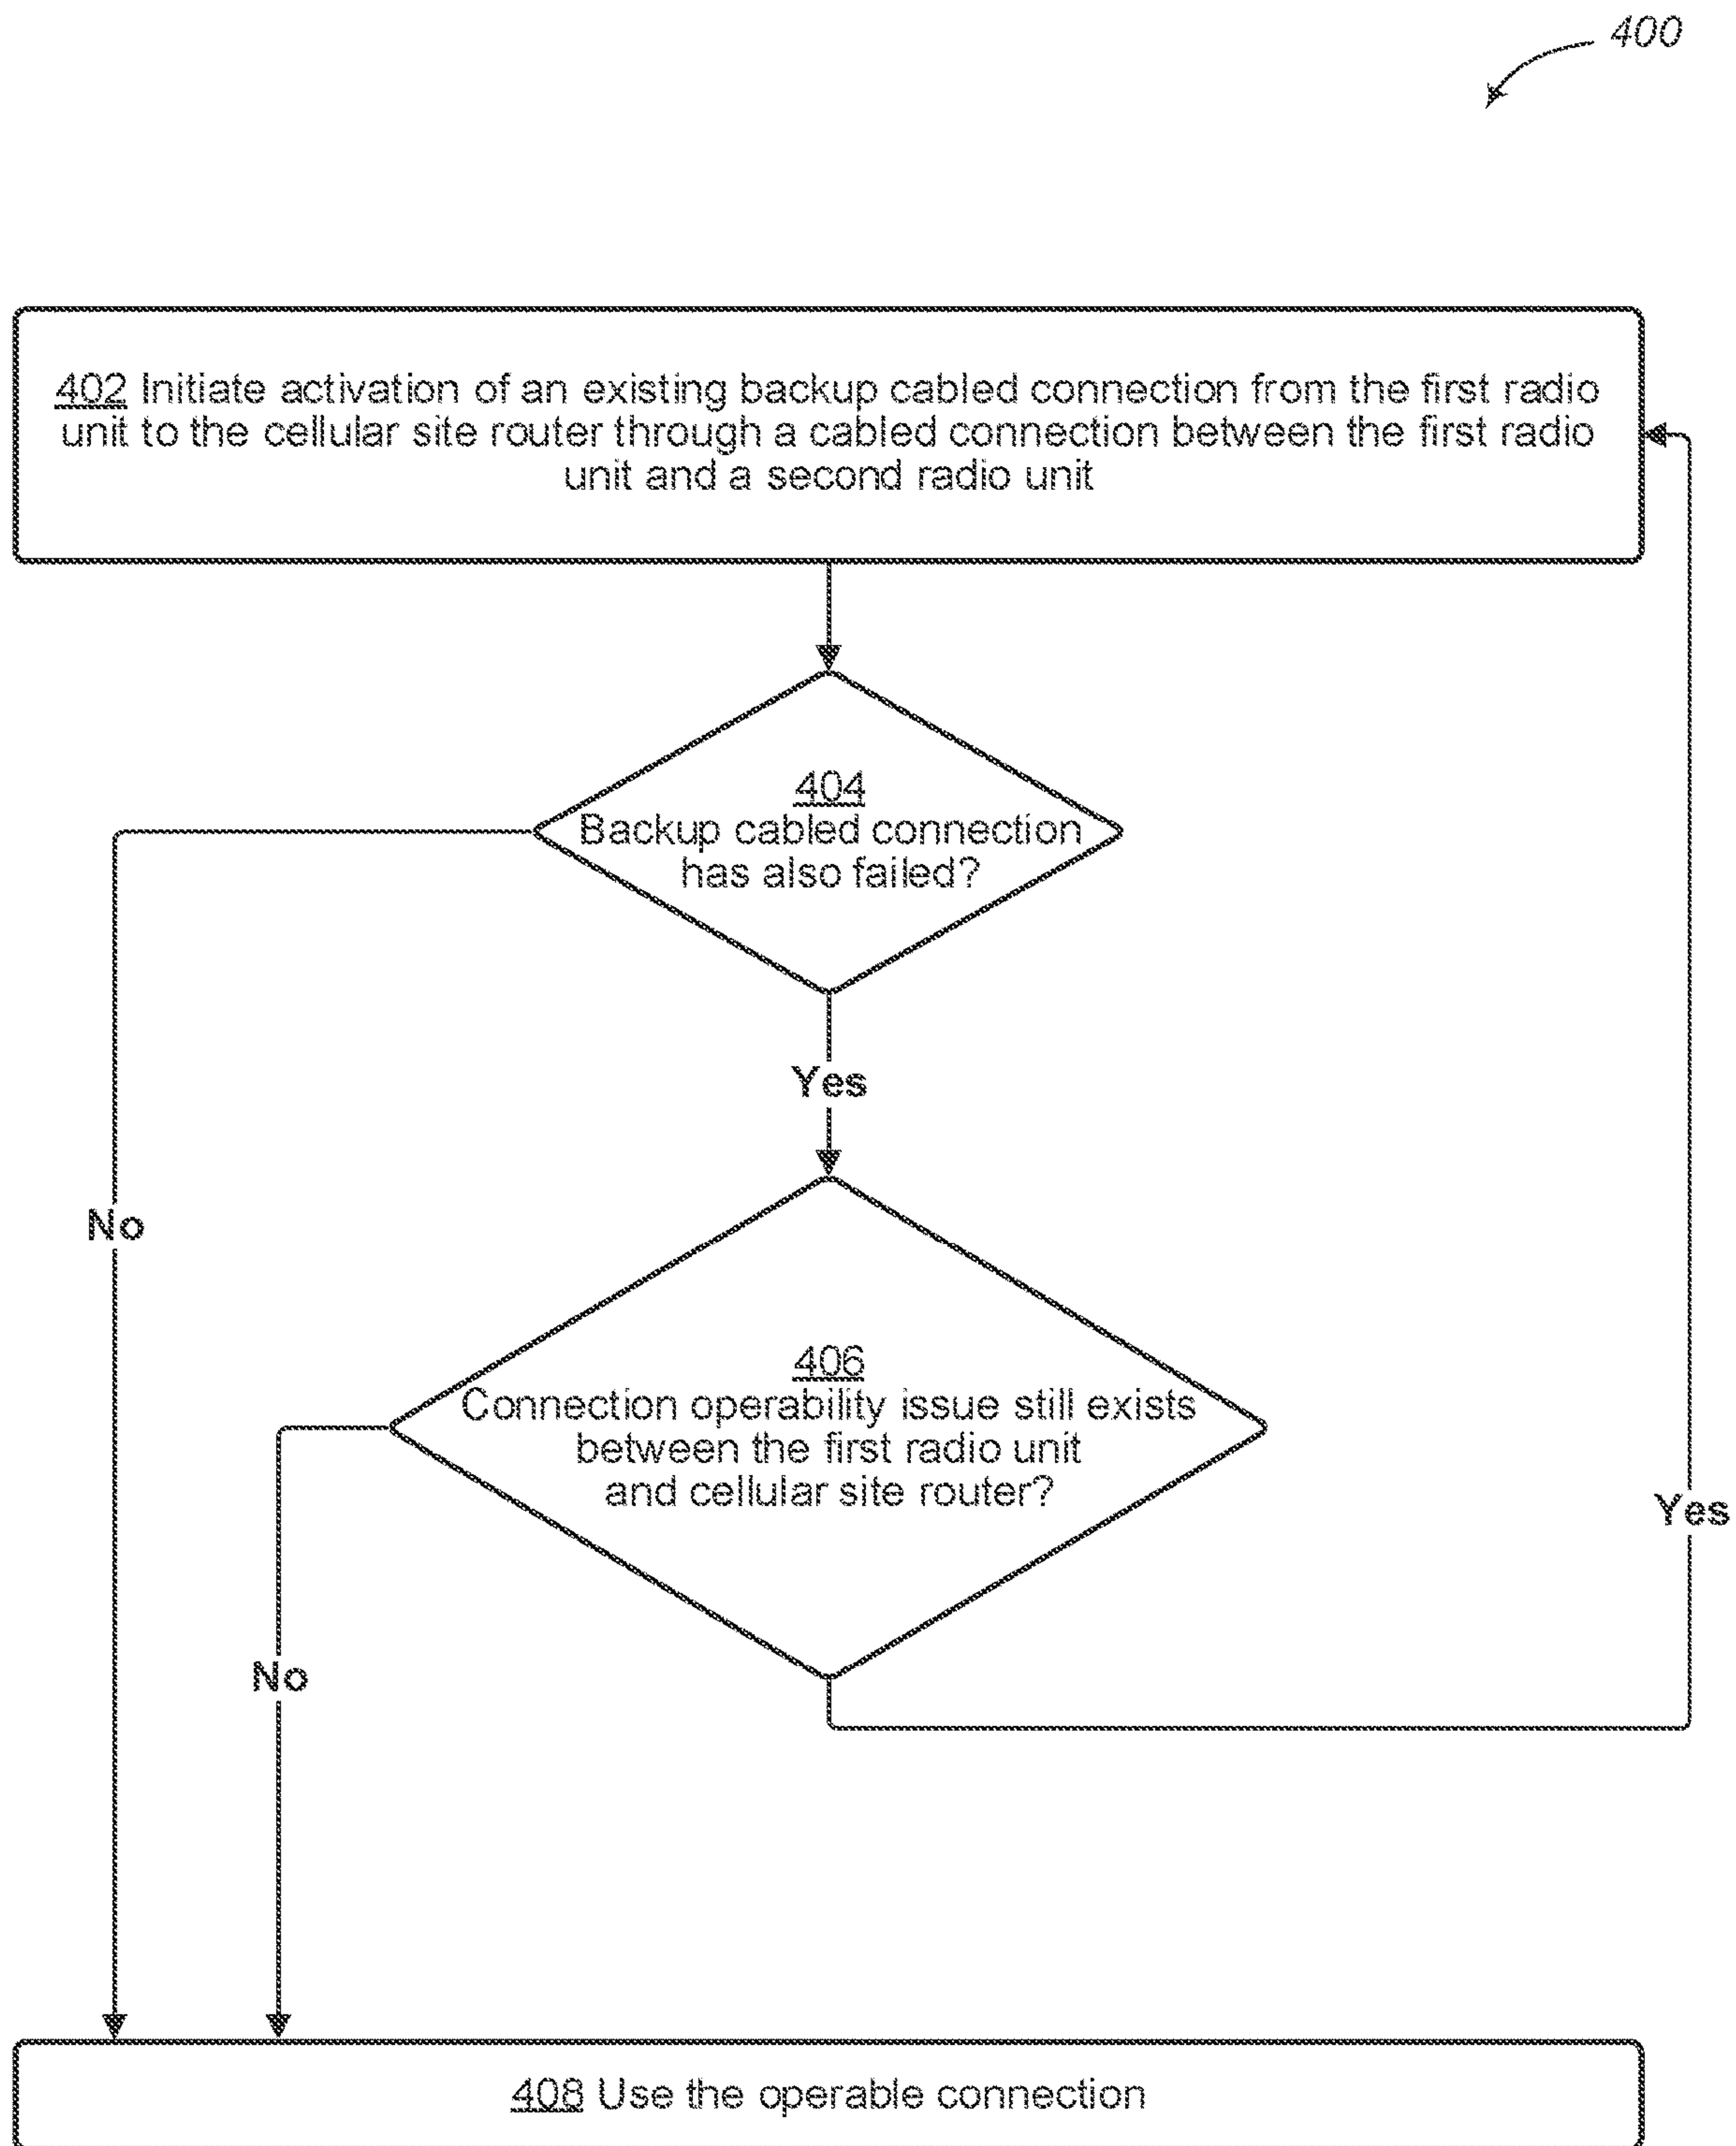 400
402 Initiate activation of an existing backup cabled connection from the first radio
unit to the cellular site router through a cabled connection between the first radio
unit and a second radio unit
404
Backup cabled connection
has also failed?
Yes
No
406
Connection operability issue still exists
between the first radio unit
and cellular site router?
Yes
No
408 Use the operable connection